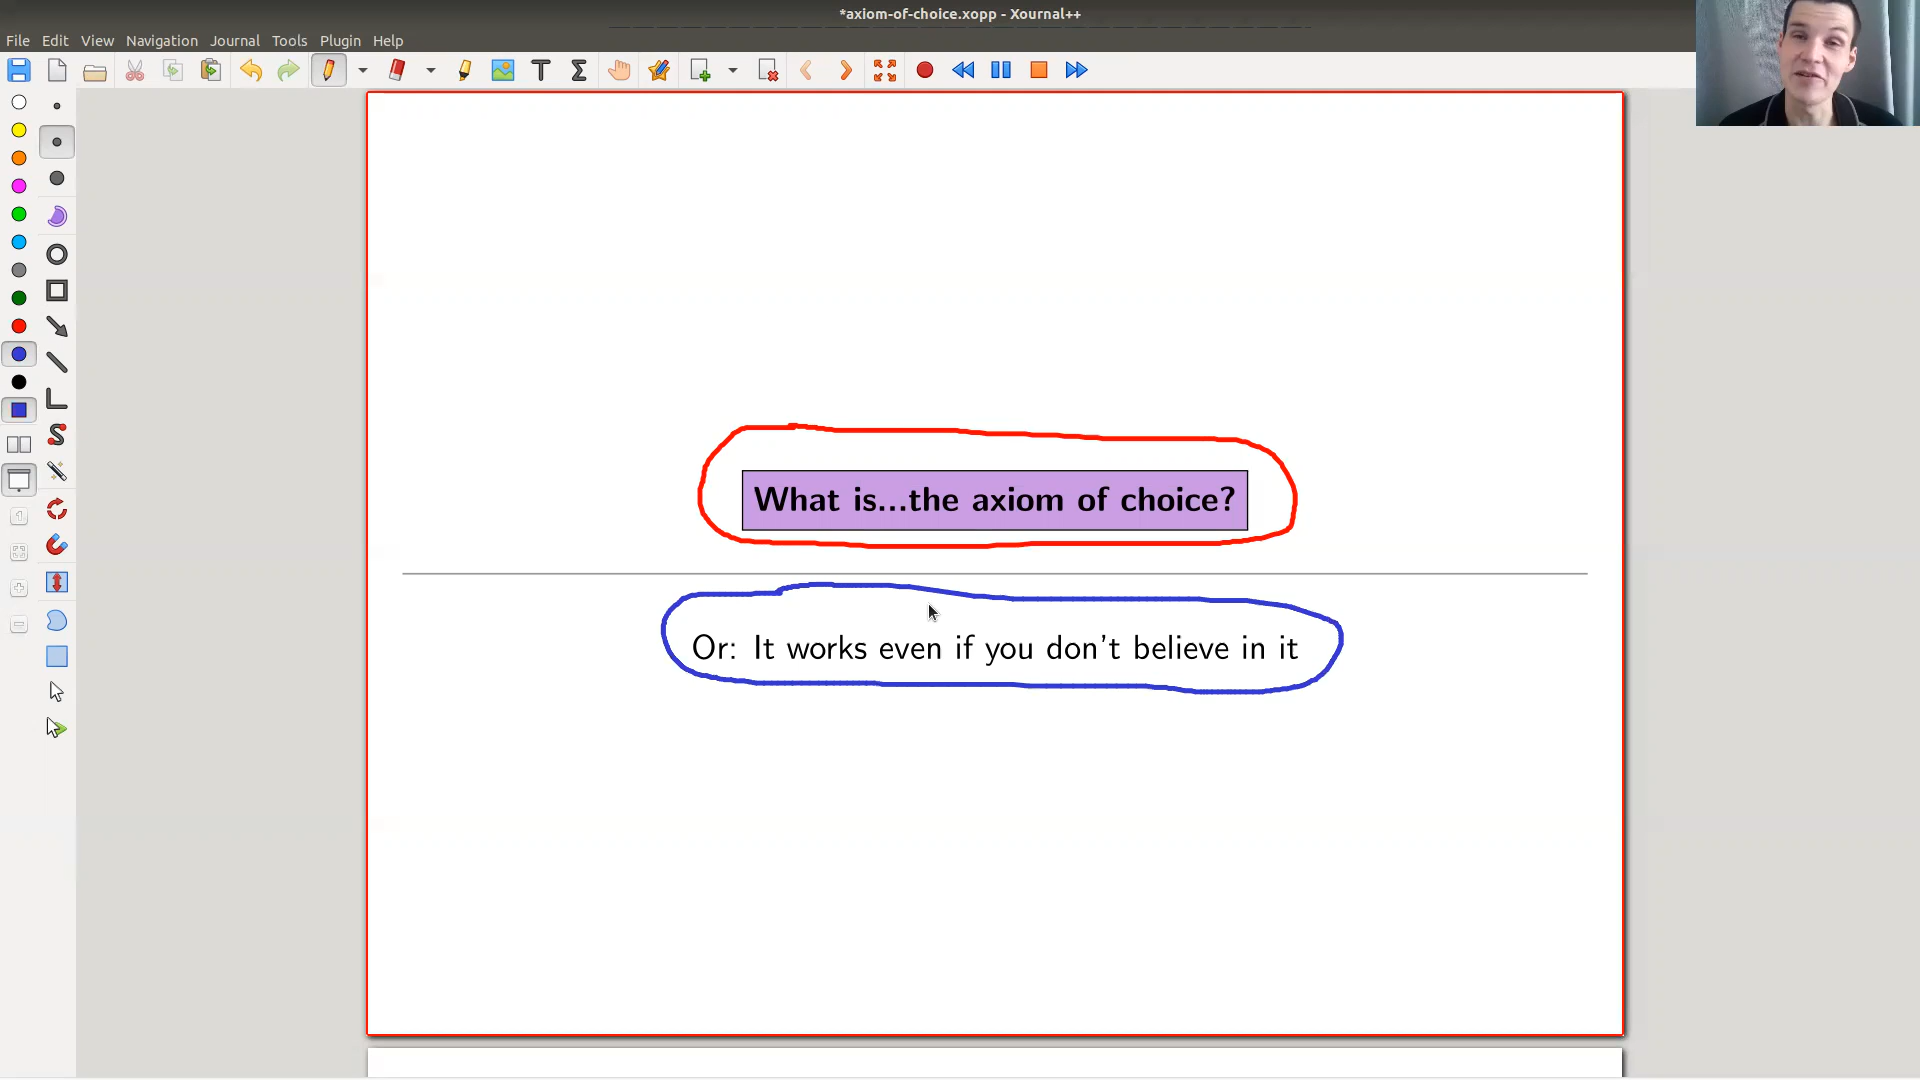 *axiom-of-choice.xopp - Xournal++
File Edit View Navigation Journal Tools Plugin Help
What is...the axiom of choice?
Or: It works even if you don't believe in it